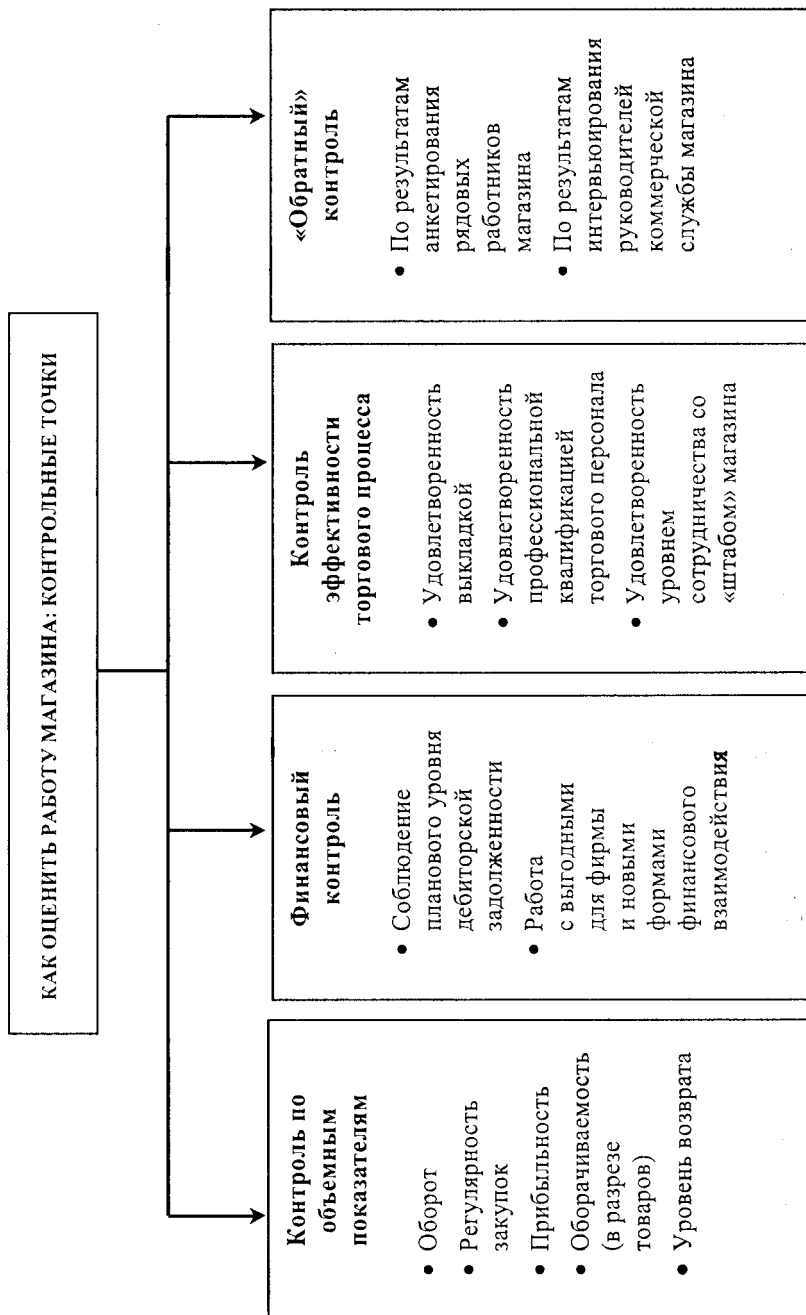 КАК ОЦЕНИТЬ РАБОТУ МАГАЗИНА: КОНТРОЛЬНЫЕ ТОЧКИ
Контроль по
объемным
показателям
• Оборот
• Регулярность
закупок
• Прибыльность
• Оборачиваемость
(в разрезе
товаров)
• Уровень возврата
Финансовый
контроль
• Соблюдение
планового уровня
дебиторской
задолженности
• Работа
с выгодными
для фирмы
и новыми
формами
финансового
взаимодействия
Контроль
эффективности
торгового процесса
• Удовлетворенность
выкладкой
• Удовлетворенность
профессиональной
квалификацией
торгового персонала
• Удовлетворенность
уровнем
сотрудничества со
«штабом» магазина
«Обратный»
контроль
• По результатам
анкетирования
рядовых
работников
магазина
• По результатам
интервьюирования
руководителей
коммерческой
службы магазина